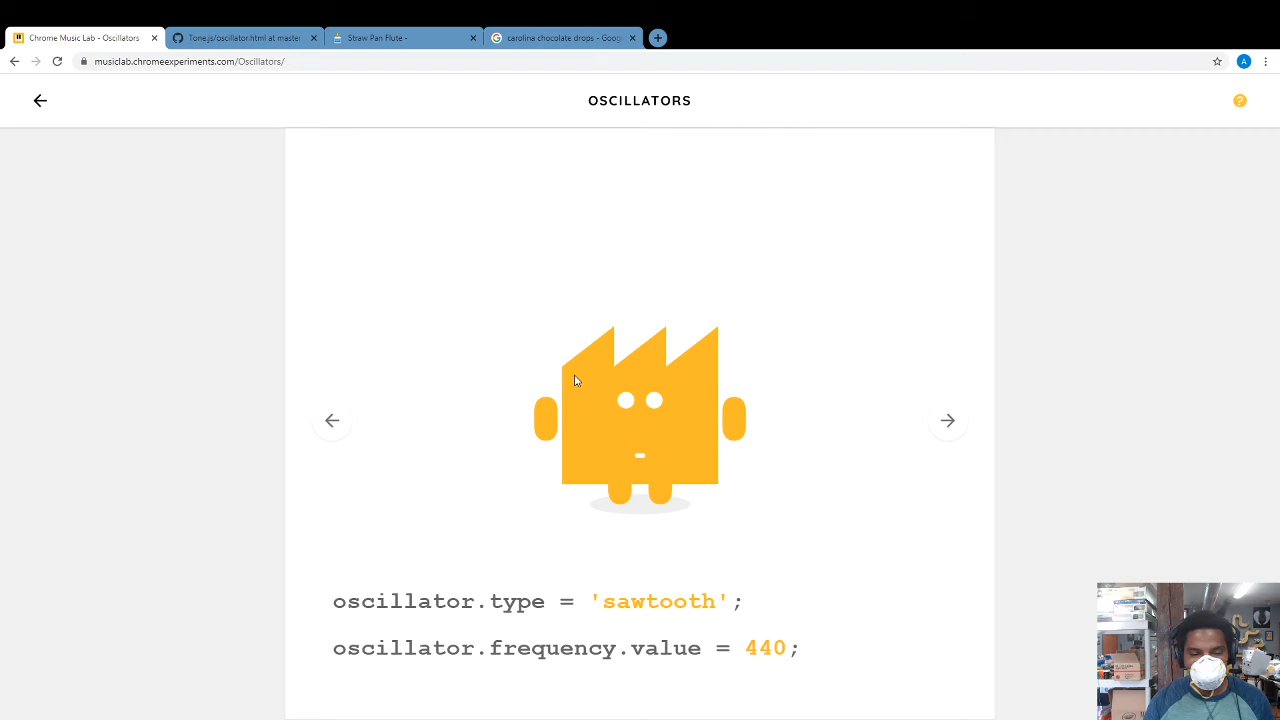 Chrome Music Lab - Oscillators
Tone.js/oscillator.html at master
Straw Pan Flute -
carolina chocolate drops - Goog
musiclab.chromeexperiments.com/Oscillators/
A
OSCILLATORS
?
oscillator.type = 'sawtooth';
oscillator.frequency.value = 440;